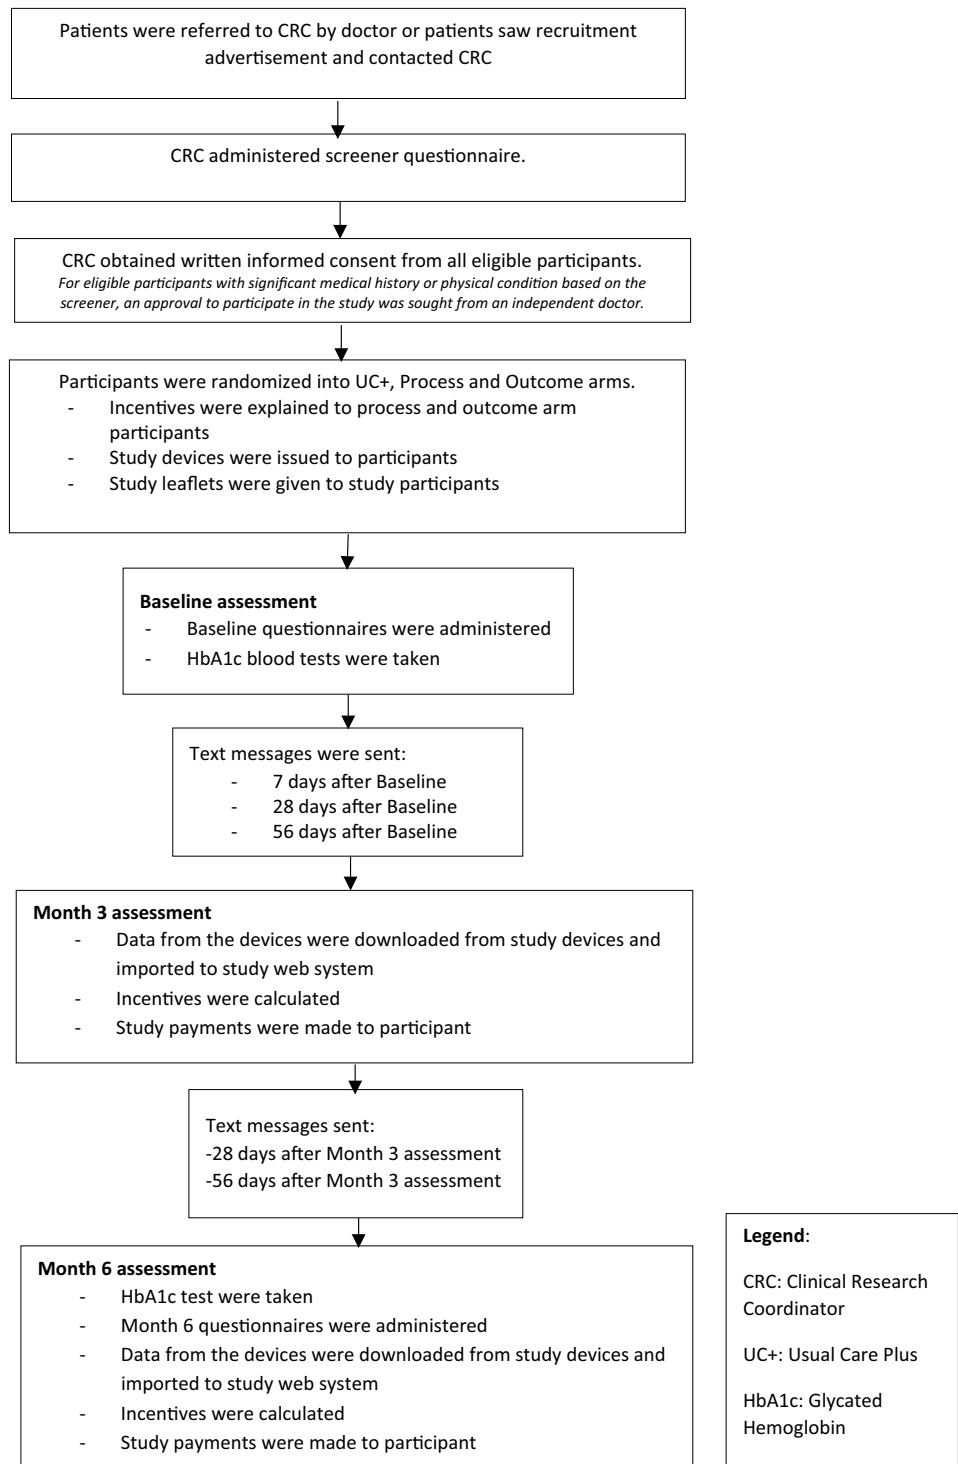 Patients were referred to CRC by doctor or patients saw recruitment
advertisement and contacted CRC
CRC administered screener questionnaire.
CRC obtained written informed consent from all eligible participants.
For eligible participants with significant medical history or physical condition based on the
screener, an approval to participate in the study was sought from an independent doctor.
Participants were randomized into UC+, Process and Outcome arms.
- Incentives were explained to process and outcome arm
participants
- Study devices were issued to participants
- Study leaflets were given to study participants
Baseline assessment
- Baseline questionnaires were administered
- HbA1c blood tests were taken
Text messages were sent:
- 7 days after Baseline
- 28 days after Baseline
- 56 days after Baseline
Month 3 assessment
- Data from the devices were downloaded from study devices and
imported to study web system
- Incentives were calculated
- Study payments were made to participant
Text messages sent:
-28 days after Month 3 assessment
-56 days after Month 3 assessment
Month 6 assessment
- HbA1c test were taken
- Month 6 questionnaires were administered
- Data from the devices were downloaded from study devices and
imported to study web system
- Incentives were calculated
- Study payments were made to participant
Legend:
CRC: Clinical Research
Coordinator
UC+: Usual Care Plus
HbA1c: Glycated
Hemoglobin